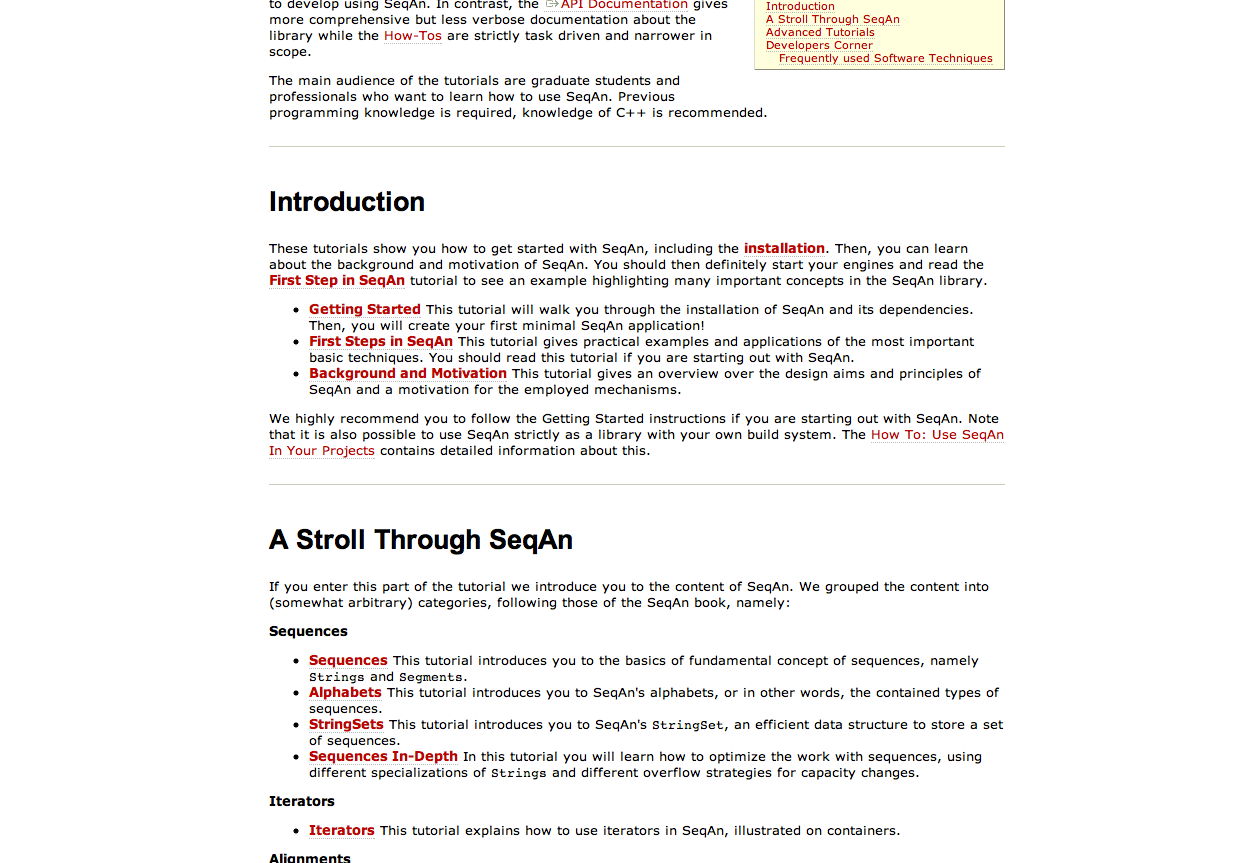 to develop using SeqAn. In contrast, the API Documentation gives
more comprehensive but less verbose documentation about the
library while the How-Tos are strictly task driven and narrower in
scope.
Introduction
A Stroll Through SeqAn
Advanced Tutorials
Developers Corner
Frequently used Software Techniques
The main audience of the tutorials are graduate students and
professionals who want to learn how to use SeqAn. Previous
programming knowledge is required, knowledge of C++ is recommended.
Introduction
These tutorials show you how to get started with SeqAn, including the installation. Then, you can learn
about the background and motivation of SeqAn. You should then definitely start your engines and read the
First Step in SeqAn tutorial to see an example highlighting many important concepts in the SeqAn library.
• Getting Started This tutorial will walk you through the installation of SeqAn and its dependencies.
Then, you will create your first minimal SeqAn application!
• First Steps in SeqAn This tutorial gives practical examples and applications of the most important
basic techniques. You should read this tutorial if you are starting out with SeqAn.
• Background and Motivation This tutorial gives an overview over the design aims and principles of
SeqAn and a motivation for the employed mechanisms.
We highly recommend you to follow the Getting Started instructions if you are starting out with SeqAn. Note
that it is also possible to use SeqAn strictly as a library with your own build system. The How To: Use SeqAn
In Your Projects contains detailed information about this.
A Stroll Through SeqAn
If you enter this part of the tutorial we introduce you to the content of SeqAn. We grouped the content into
(somewhat arbitrary) categories, following those of the SeqAn book, namely:
Sequences
• Sequences This tutorial introduces you to the basics of fundamental concept of sequences, namely
Strings and Segments.
• Alphabets This tutorial introduces you to SeqAn's alphabets, or in other words, the contained types of
sequences.
• StringSets This tutorial introduces you to SeqAn's StringSet, an efficient data structure to store a set
of sequences.
• Sequences In-Depth In this tutorial you will learn how to optimize the work with sequences, using
different specializations of Strings and different overflow strategies for capacity changes.
Iterators
• Iterators This tutorial explains how to use iterators in SeqAn, illustrated on containers.
Alignments